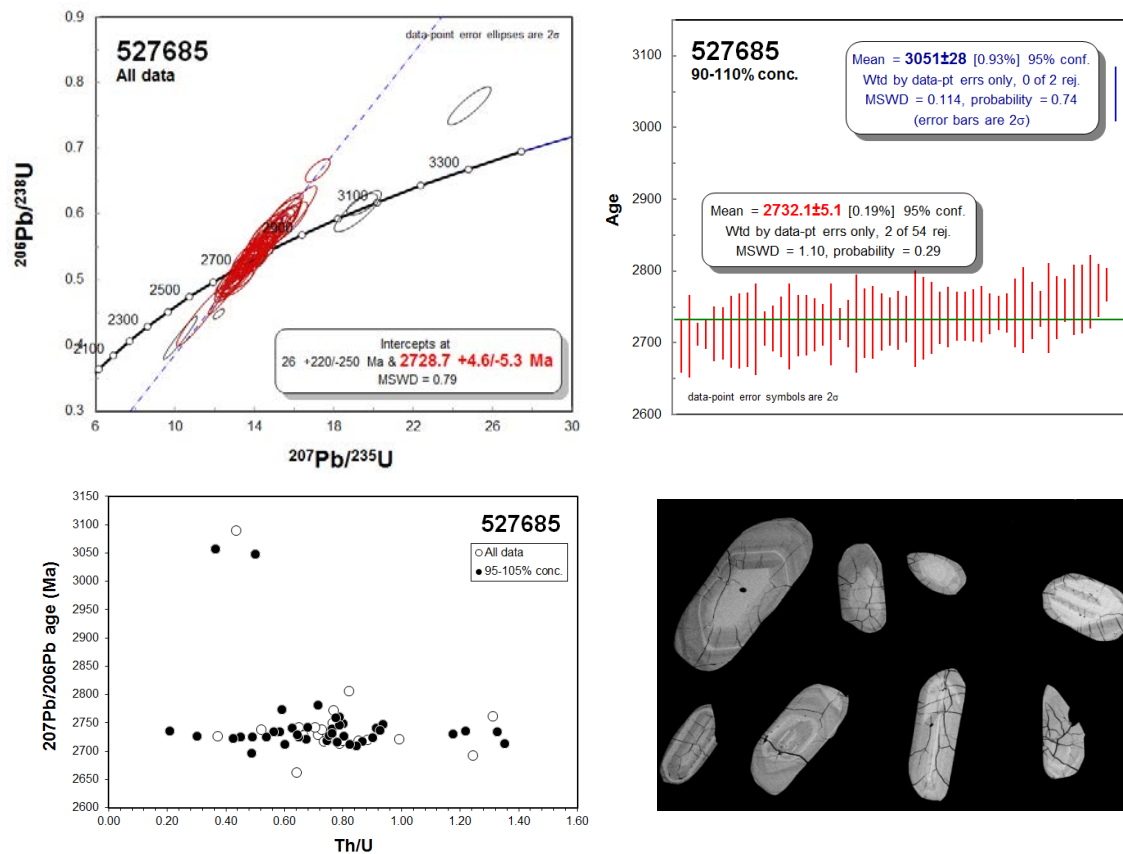 527685
All data
data-point error ellipses are 2σ
0.9
0.8
0.7
0.6
0.5
0.4
0.3
3300
3100
2900
2700
2500
2300
2100
Intercepts at
26 +220/-250 Ma & 2728.7 +4.6/-5.3 Ma
MSWD = 0.79
6 10 14 18 22 26 30
206Pb/238U
207Pb/235U
527685
90-110% conc.
Mean = 3051±28 [0.93%] 95% conf.
Wtd by data-pt errs only, 0 of 2 rej.
MSWD = 0.114, probability = 0.74
(error bars are 2σ)
Mean = 2732.1±5.1 [0.19%] 95% conf.
Wtd by data-pt errs only, 2 of 54 rej.
MSWD = 1.10, probability = 0.29
3100
3000
2900
2800
2700
2600
Age
data-point error symbols are 2σ
527685
All data
95-105% conc.
3150
3100
3050
3000
2950
2900
2850
2800
2750
2700
2650
2600
207Pb/206Pb age (Ma)
0.00 0.20 0.40 0.60 0.80 1.00 1.20 1.40 1.60
Th/U